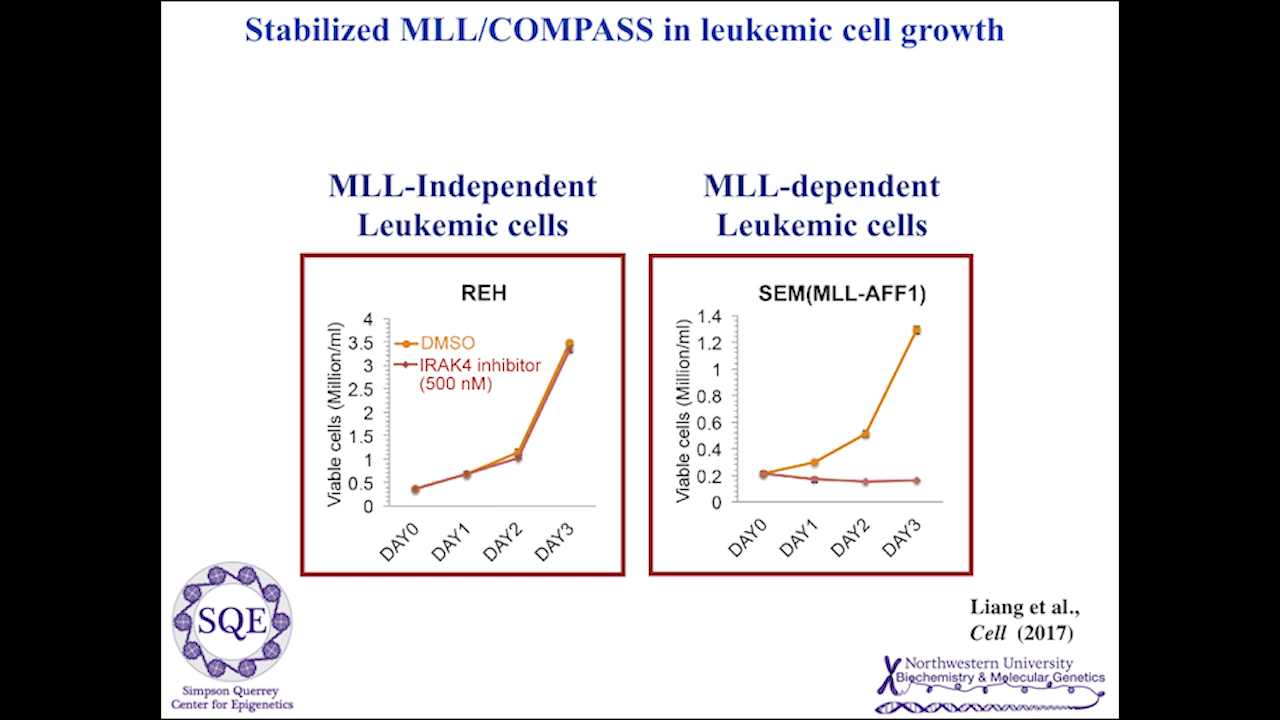 Stabilized MLL/COMPASS in leukemic cell growth
MLL-Independent
Leukemic cells
MLL-dependent
Leukemic cells
REH
Viable cells (Million/ml)
4
3.5
3
2.5
2
1.5
1
0.5
0
DMSO
IRAK4 inhibitor
(500 nM)
DAY0
DAY1
DAY2
DAY3
SEM(MLL-AFF1)
Viable cells (Million/ml)
1.4
1.2
1
0.8
0.6
0.4
0.2
0
DAY0
DAY1
DAY2
DAY3
Liang et al.,
Cell (2017)
SQE
Simpson Querrey
Center for Epigenetics
Northwestern University
Biochemistry & Molecular Genetics